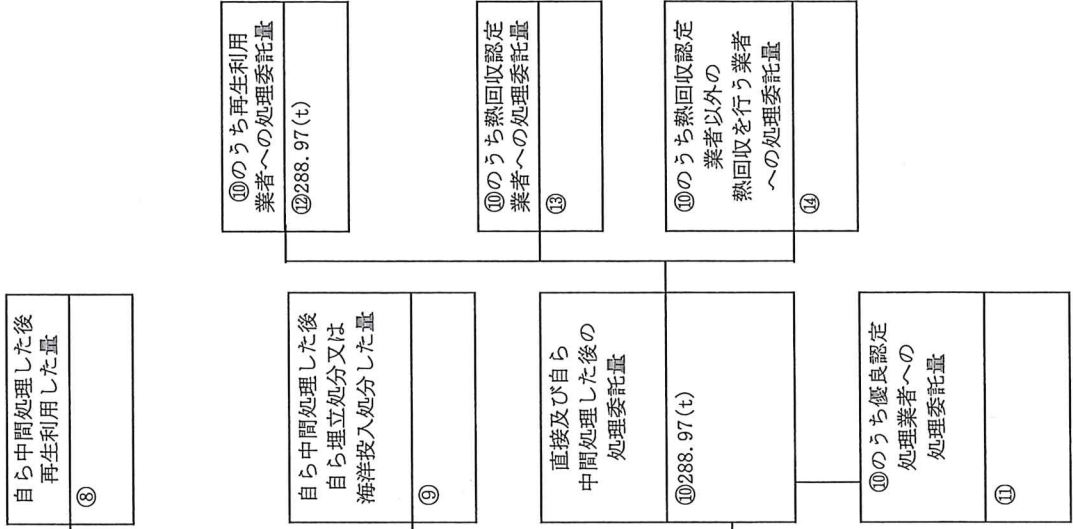 自ら中間処理した後
再生利用した量
⑧
自ら中間処理した後
自ら埋立処分又は
海洋投入処分した量
⑨
直接及び自ら
中間処理した後の
処理委託量
⑩288.97(t)
⑩のうち優良認定
処理業者への
処理委託量
⑪
⑩のうち再生利用
業者への処理委託量
⑫288.97(t)
⑩のうち熱回収認定
業者への処理委託量
⑬
⑩のうち熱回収認定
業者以外の
熱回収を行う業者
への処理委託量
⑭